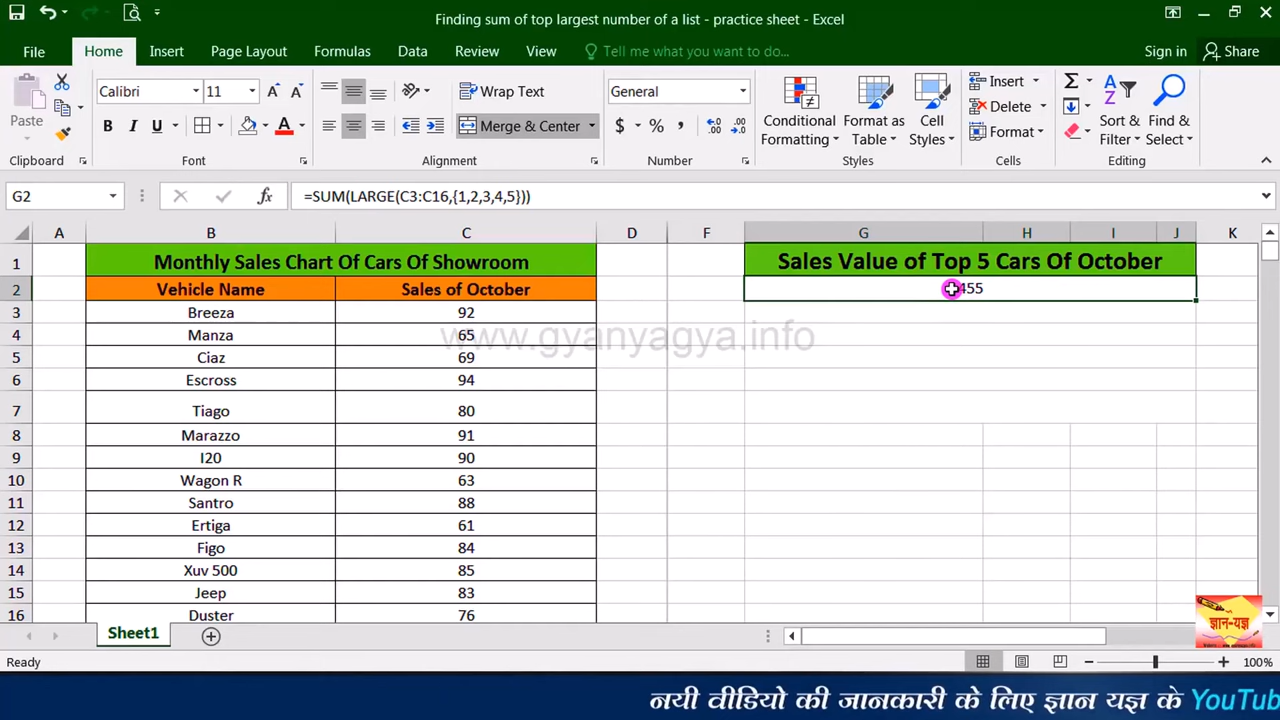 Finding sum of top largest number of a list - practice sheet - Excel
File Home Insert Page Layout Formulas Data Review View Tell me what you want to do... Sign in Share
Calibri 11 Wrap Text General Insert
Paste B I U Merge & Center $ % , Conditional Formatting Format as Table Cell Styles Delete Format Sort & Filter Find & Select
Clipboard Font Alignment Number Styles Cells Editing
G2 fx =SUM(LARGE(C3:C16,{1,2,3,4,5}))
A B C D F G H I J K
1 Monthly Sales Chart Of Cars Of Showroom Sales Value of Top 5 Cars Of October
2 Vehicle Name Sales of October 455
3 Breeza 92
4 Manza 65
www.gyanyagya.info
5 Ciaz 69
6 Escross 94
7 Tiago 80
8 Marazzo 91
9 I20 90
10 Wagon R 63
11 Santro 88
12 Ertiga 61
13 Figo 84
14 Xuv 500 85
15 Jeep 83
16 Duster 76
ज्ञान-यज्ञ
Sheet1
Ready 100%
नयी वीडियो की जानकारी के लिए ज्ञान यज्ञ के YouTub